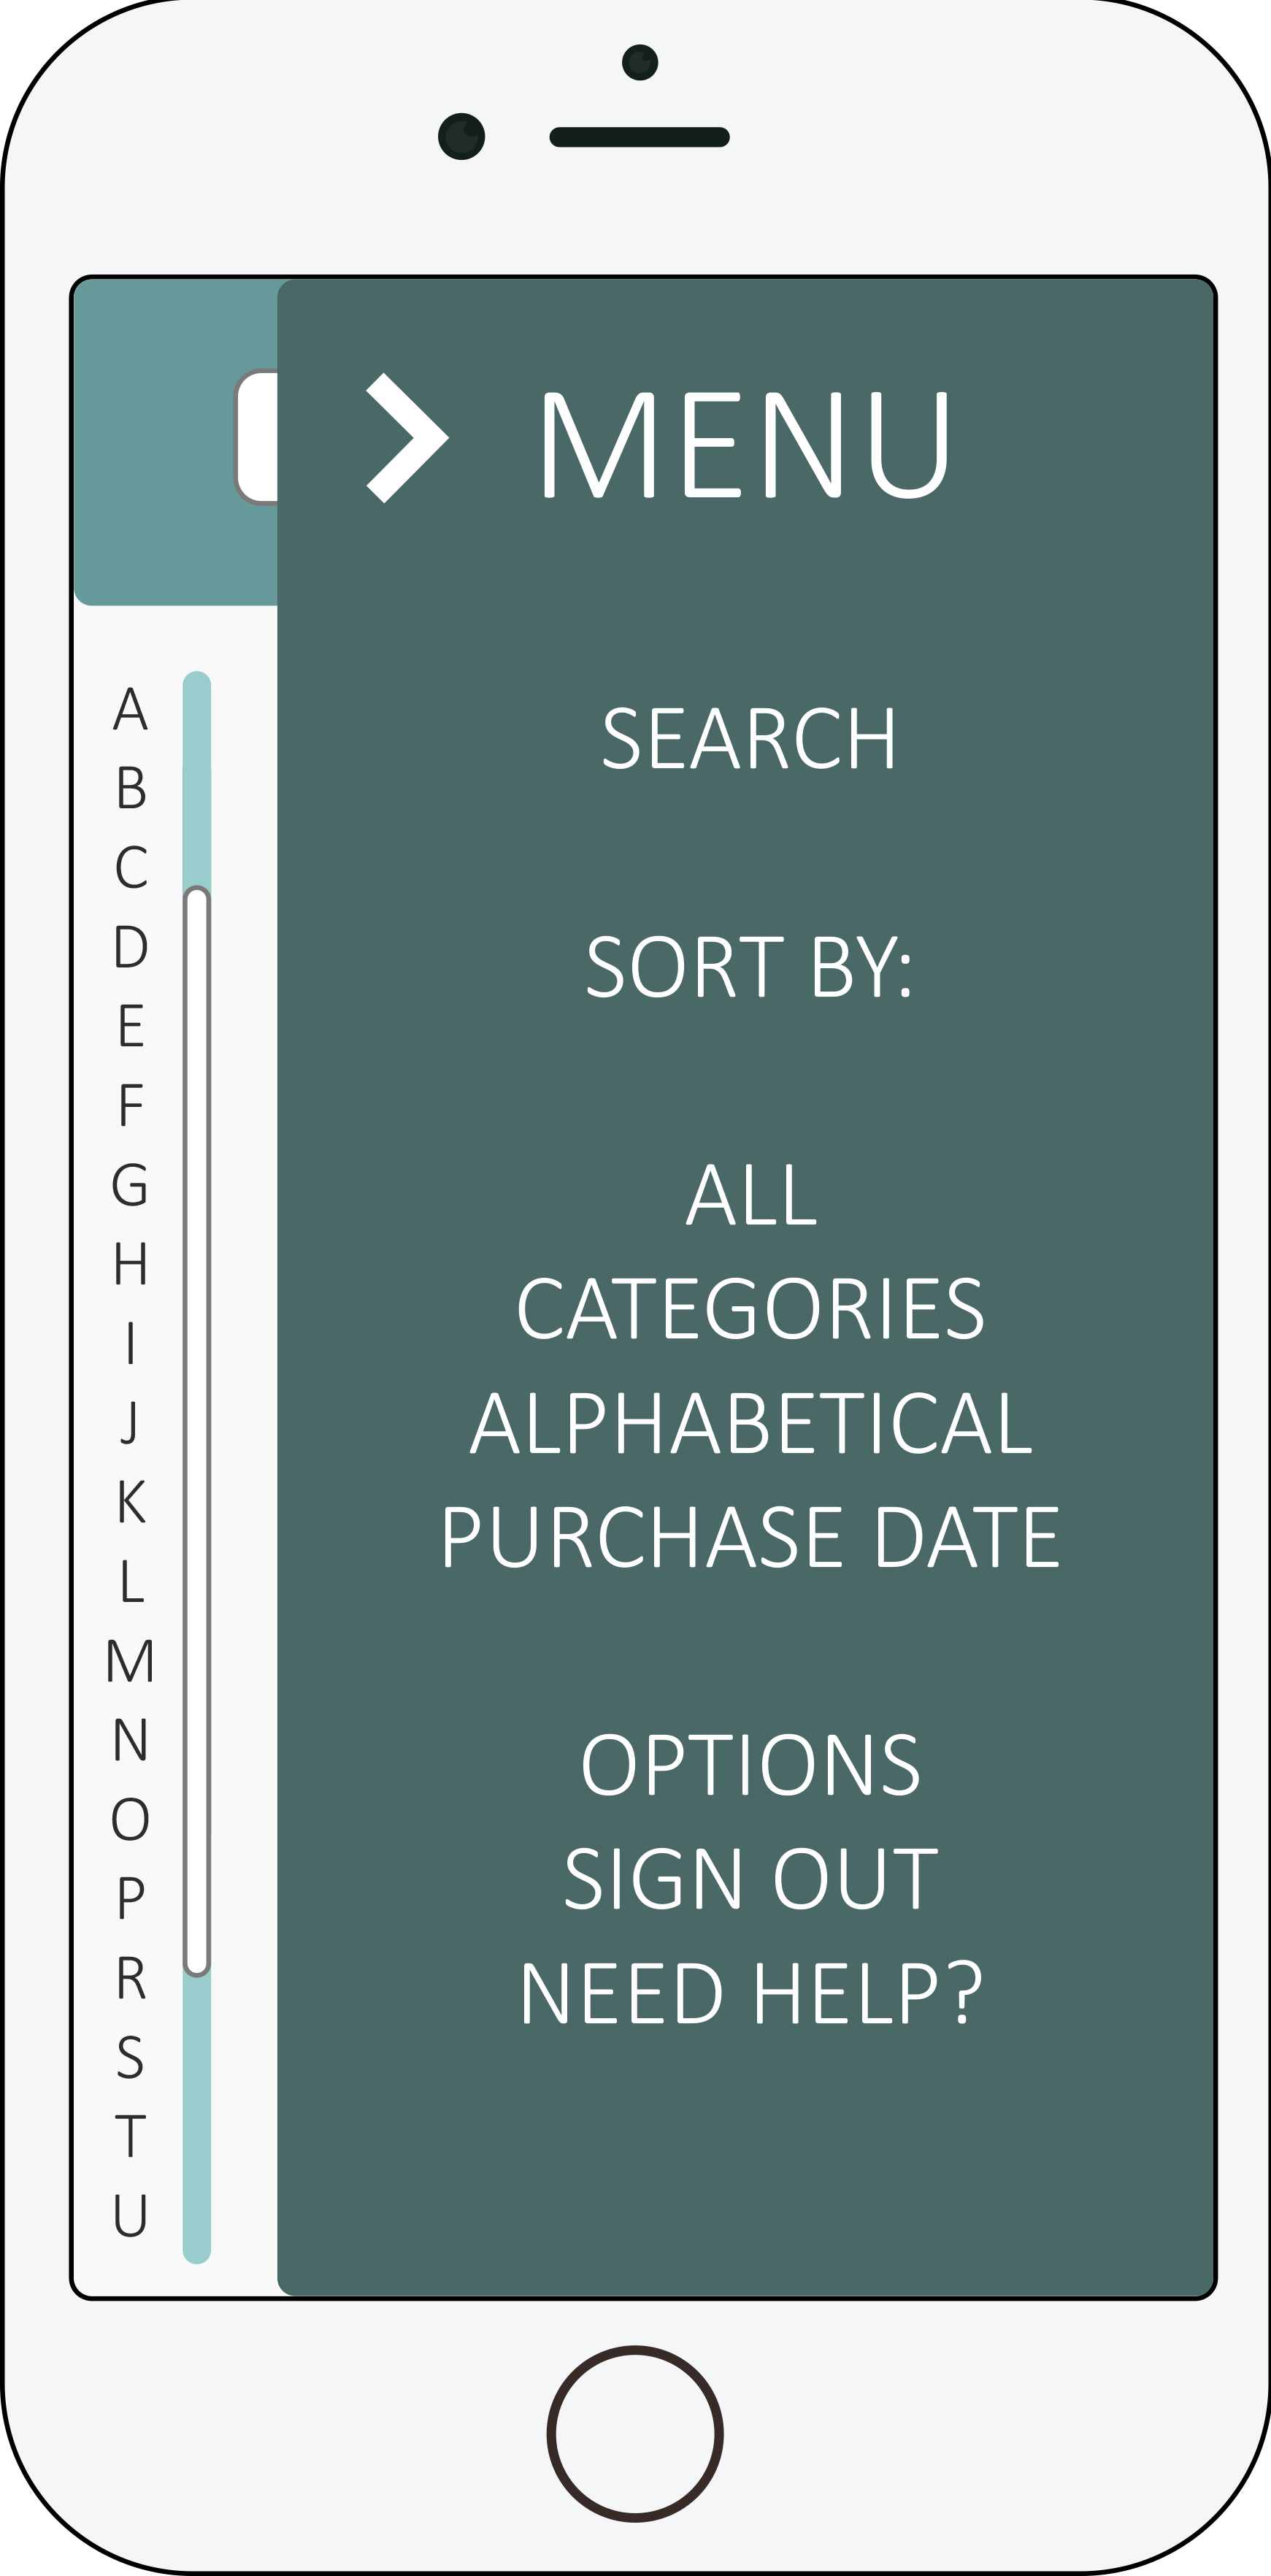 MENU
A
B
C
D
E
F
G
H
I
J
K
L
M
N
O
P
R
S
T
U
SEARCH
SORT BY:
ALL
CATEGORIES
ALPHABETICAL
PURCHASE DATE
OPTIONS
SIGN OUT
NEED HELP?